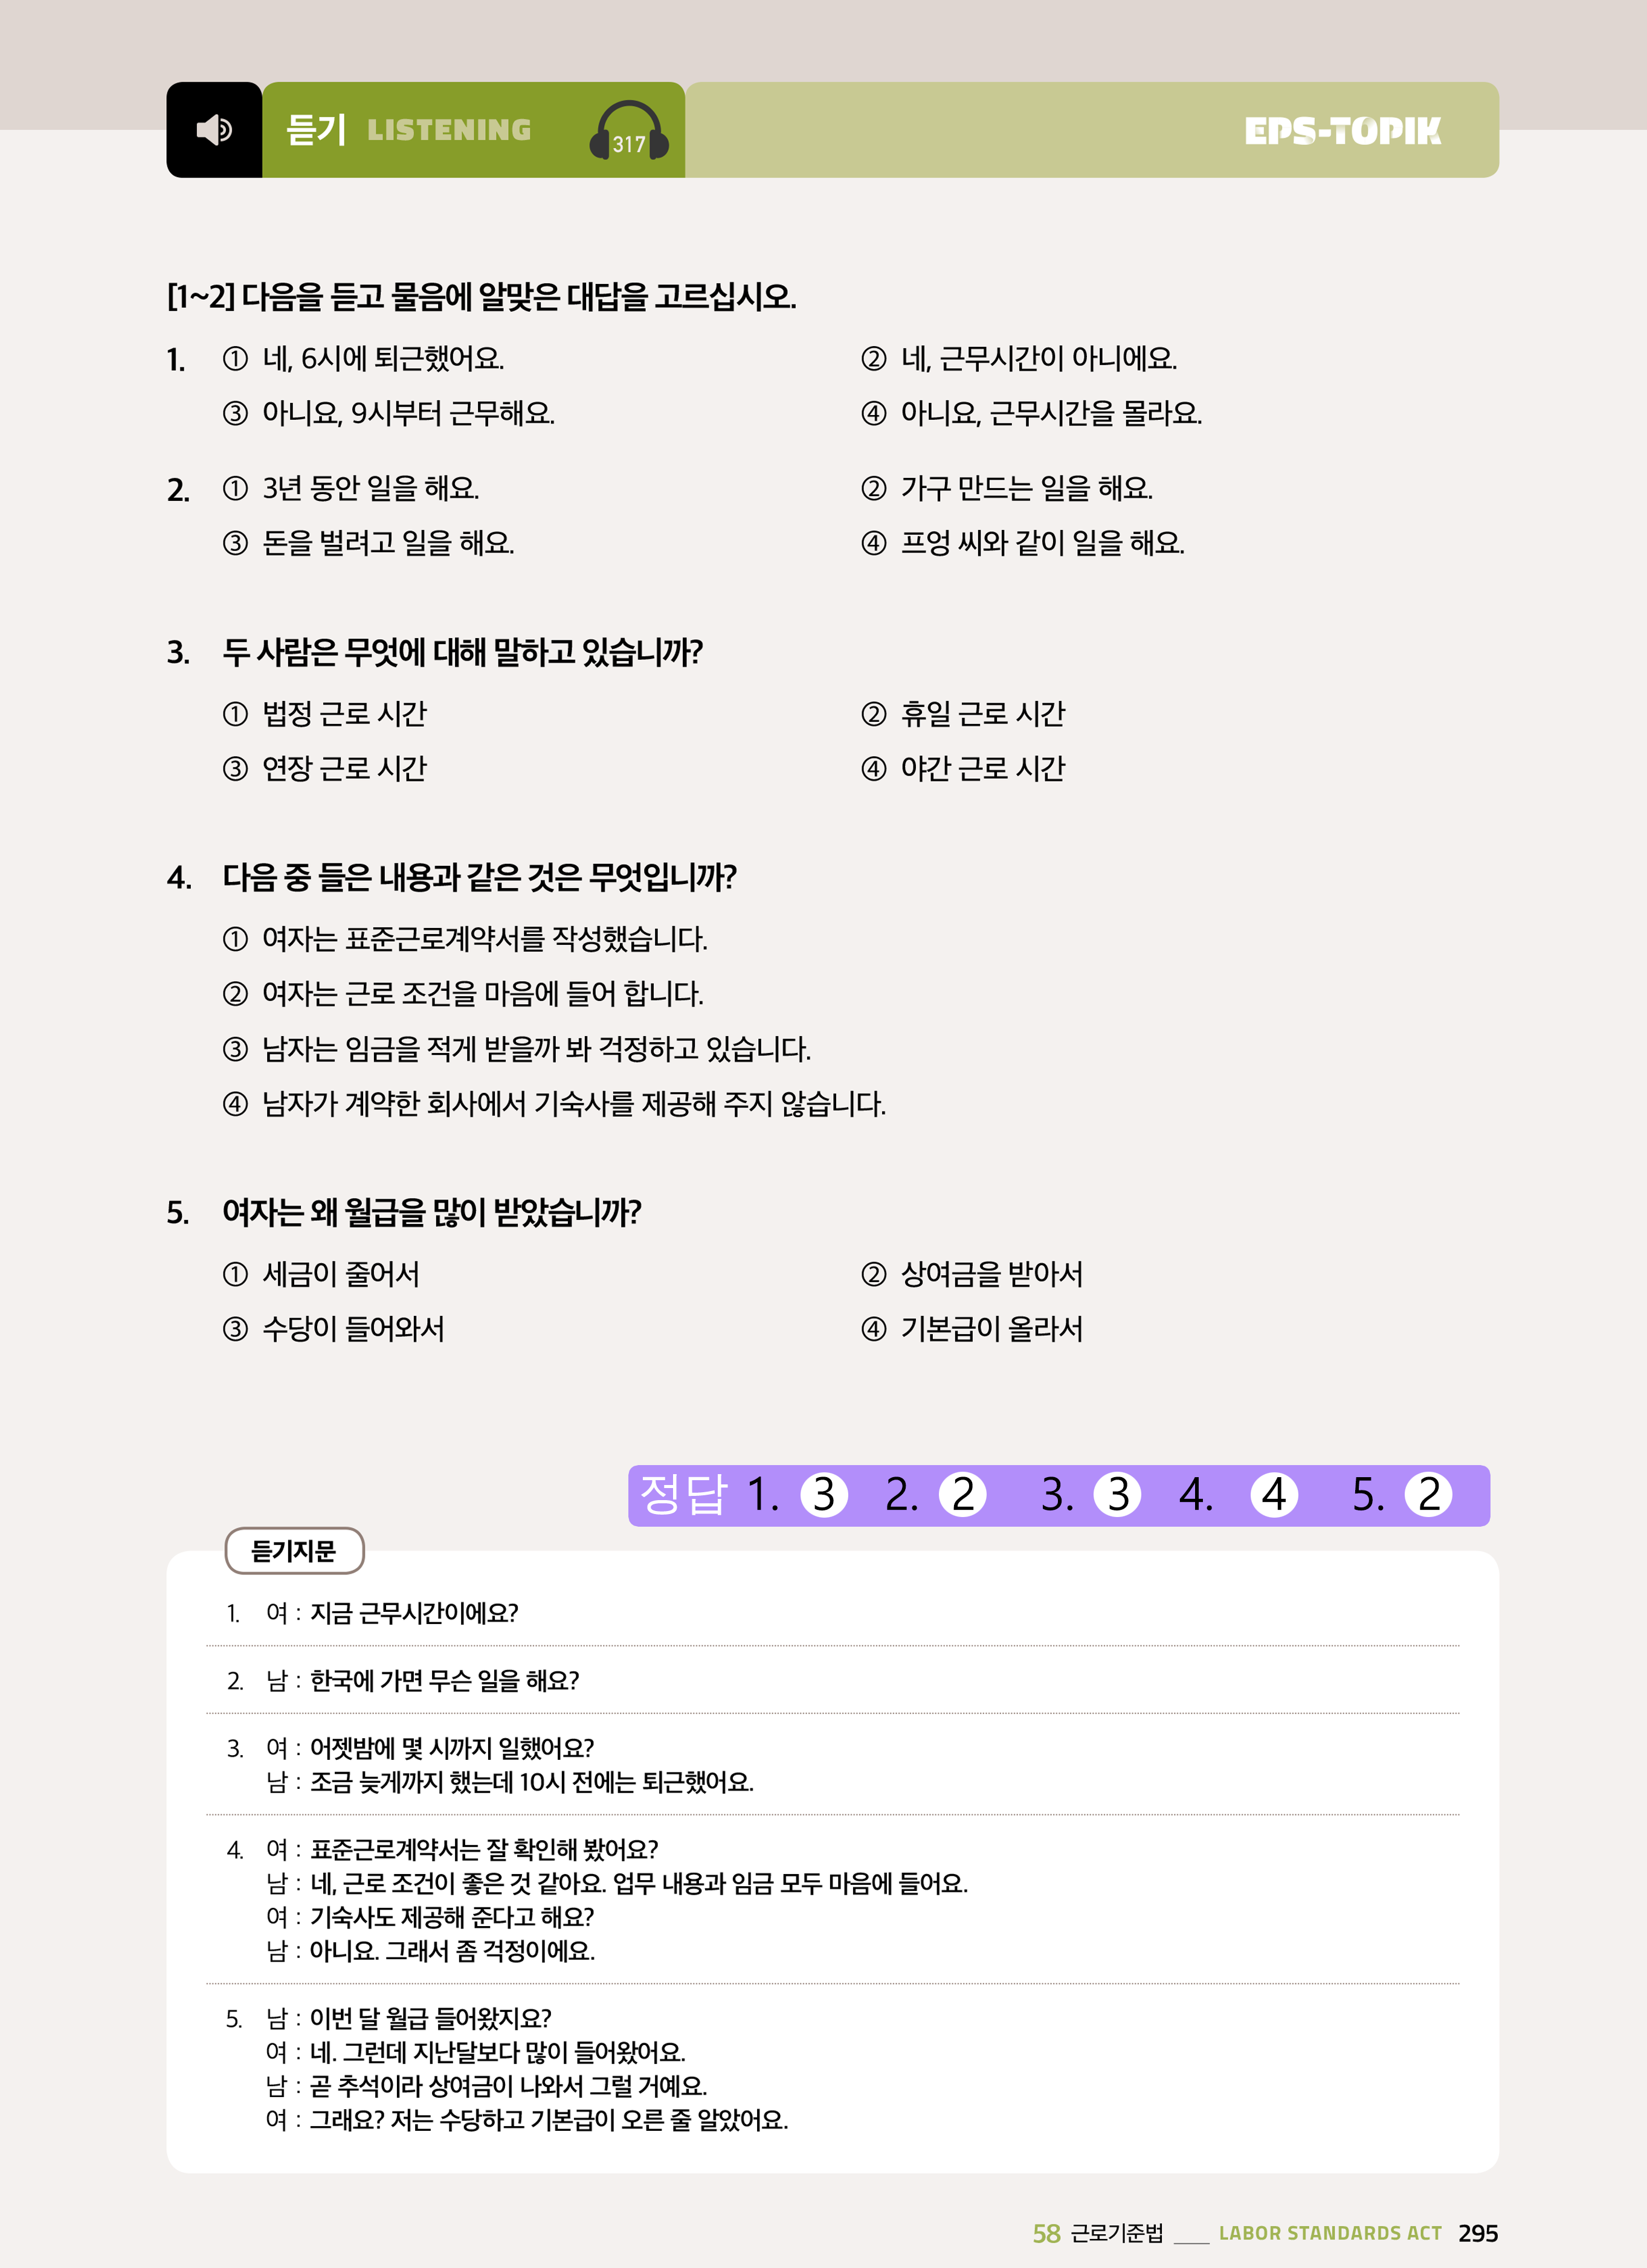 듣기 LISTENING 317 EPS-TOPIK
[1~2] 다음을 듣고 물음에 알맞은 대답을 고르십시오.
1. ① 네, 6시에 퇴근했어요. ② 네, 근무시간이 아니에요.
③ 아니요, 9시부터 근무해요. ④ 아니요, 근무시간을 몰라요.
2. ① 3년 동안 일을 해요. ② 가구 만드는 일을 해요.
③ 돈을 벌려고 일을 해요. ④ 프엉 씨와 같이 일을 해요.
3. 두 사람은 무엇에 대해 말하고 있습니까?
① 법정 근로 시간 ② 휴일 근로 시간
③ 연장 근로 시간 ④ 야간 근로 시간
4. 다음 중 들은 내용과 같은 것은 무엇입니까?
① 여자는 표준근로계약서를 작성했습니다.
② 여자는 근로 조건을 마음에 들어 합니다.
③ 남자는 임금을 적게 받을까 봐 걱정하고 있습니다.
④ 남자가 계약한 회사에서 기숙사를 제공해 주지 않습니다.
5. 여자는 왜 월급을 많이 받았습니까?
① 세금이 줄어서 ② 상여금을 받아서
③ 수당이 들어와서 ④ 기본급이 올라서
정답 1. 3 2. 2 3. 3 4. 4 5. 2
듣기지문
1. 여 : 지금 근무시간이에요?
2. 남 : 한국에 가면 무슨 일을 해요?
3. 여 : 어젯밤에 몇 시까지 일했어요?
남 : 조금 늦게까지 했는데 10시 전에는 퇴근했어요.
4. 여 : 표준근로계약서는 잘 확인해 봤어요?
남 : 네, 근로 조건이 좋은 것 같아요. 업무 내용과 임금 모두 마음에 들어요.
여 : 기숙사도 제공해 준다고 해요?
남 : 아니요. 그래서 좀 걱정이에요.
5. 남 : 이번 달 월급 들어왔지요?
여 : 네. 그런데 지난달보다 많이 들어왔어요.
남 : 곧 추석이라 상여금이 나와서 그럴 거예요.
여 : 그래요? 저는 수당하고 기본급이 오른 줄 알았어요.
58 근로기준법 ___ LABOR STANDARDS ACT 295